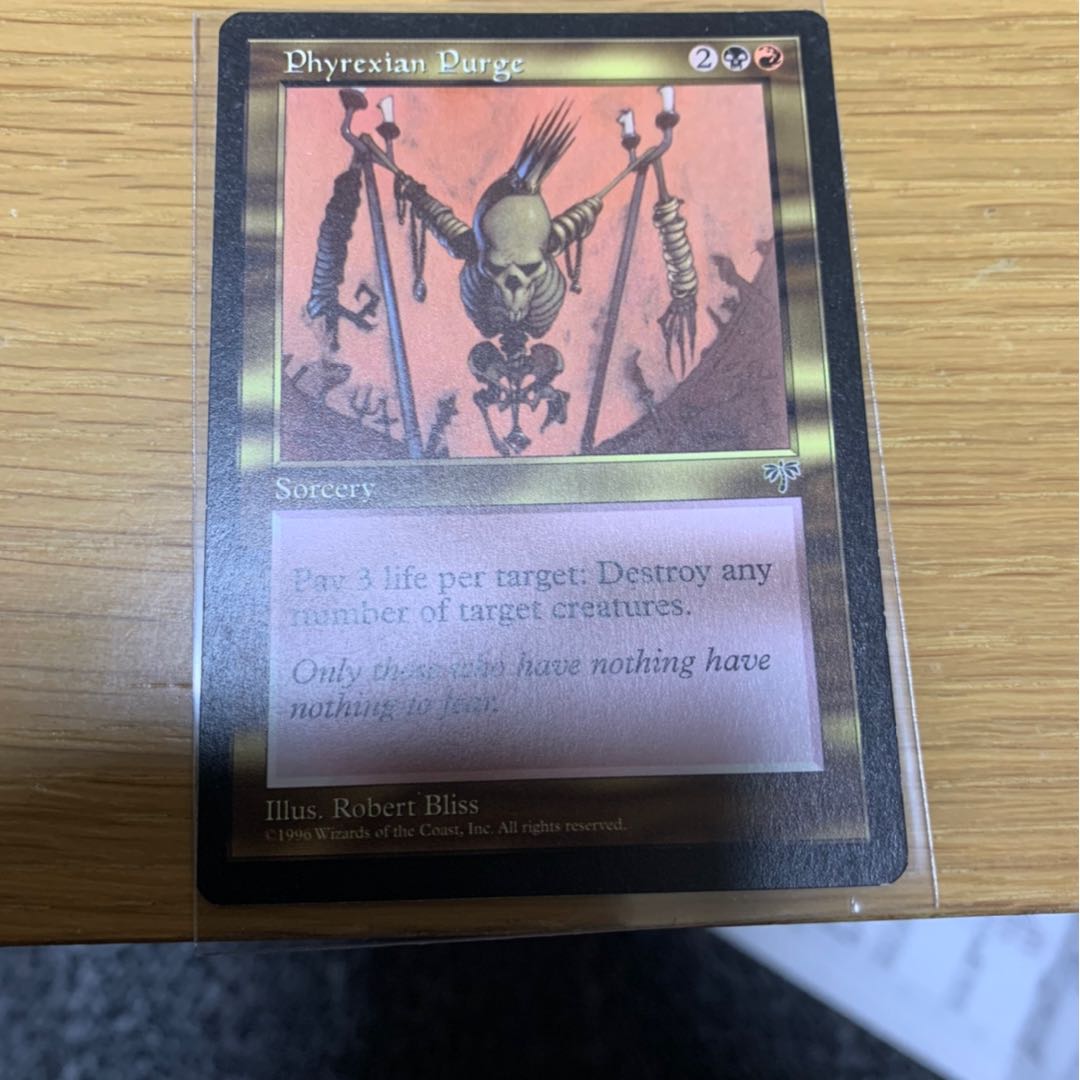 Phyrexian Purge
2
Sorcery
Pay 3 life per target: Destroy any
number of target creatures.
Only those who have nothing have
nothing to fear.
Illus. Robert Bliss
©1996 Wizards of the Coast, Inc. All rights reserved.